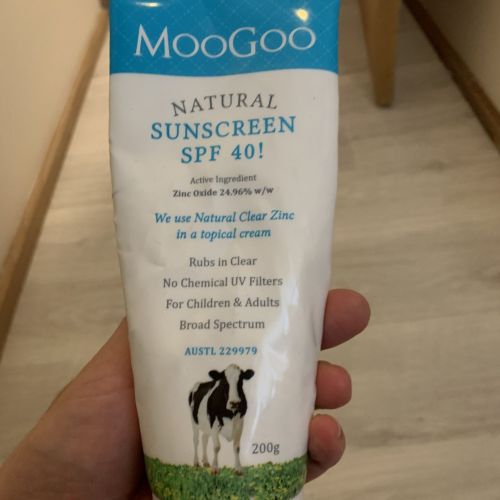 MooGoo
NATURAL
SUNSCREEN
SPF 40!
Active Ingredient
Zinc Oxide 24.96% w/w
We use Natural Clear Zinc
in a topical cream
Rubs in Clear
No Chemical UV Filters
For Children & Adults
Broad Spectrum
AUSTL 229979
200g